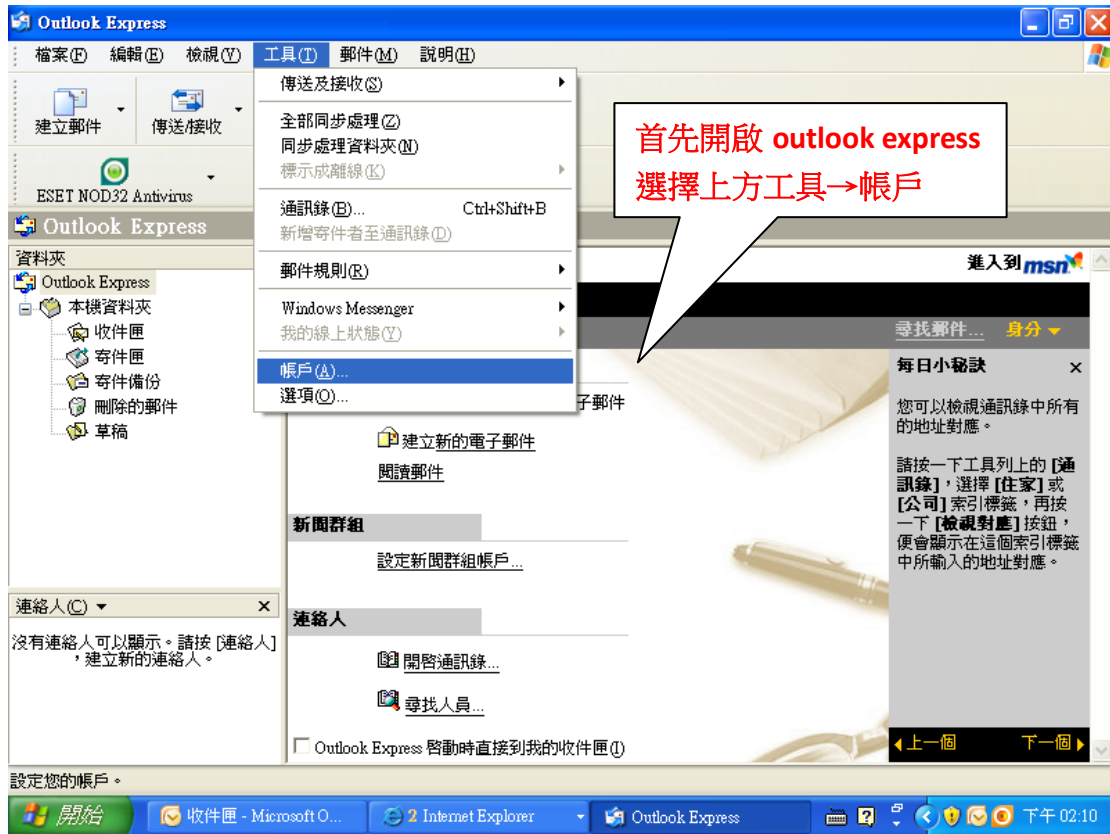 Outlook Express
檔案(F) 編輯(E) 檢視(V) 工具(T) 郵件(M) 說明(H)
建立郵件 傳送/接收
ESET NOD32 Antivirus
傳送及接收(S)
全部同步處理(Z)
同步處理資料夾(N)
標示成離線(K)
通訊錄(B)... Ctrl+Shift+B
新增寄件者至通訊錄(D)
郵件規則(R)
Windows Messenger
我的線上狀態(Y)
帳戶(A)...
選項(O)...
首先開啟 outlook express
選擇上方工具→帳戶
Outlook Express
資料夾
Outlook Express
本機資料夾
收件匣
寄件匣
寄件備份
刪除的郵件
草稿
連絡人(C)
沒有連絡人可以顯示。請按 [連絡人]
,建立新的連絡人。
進入到 msn
尋找郵件... 身分
子郵件
建立新的電子郵件
閱讀郵件
新聞群組
設定新聞群組帳戶...
連絡人
開啓通訊錄...
尋找人員...
Outlook Express 啓動時直接到我的收件匣(I)
每日小秘訣
您可以檢視通訊錄中所有
的地址對應。
請按一下工具列上的 [通
訊錄],選擇 [住家] 或
[公司] 索引標籤,再按
一下 [檢視對應] 按鈕,
便會顯示在這個索引標籤
中所輸入的地址對應。
上一個 下一個
設定您的帳戶。
開始 收件匣 - Microsoft O... 2 Internet Explorer Outlook Express 下午 02:10